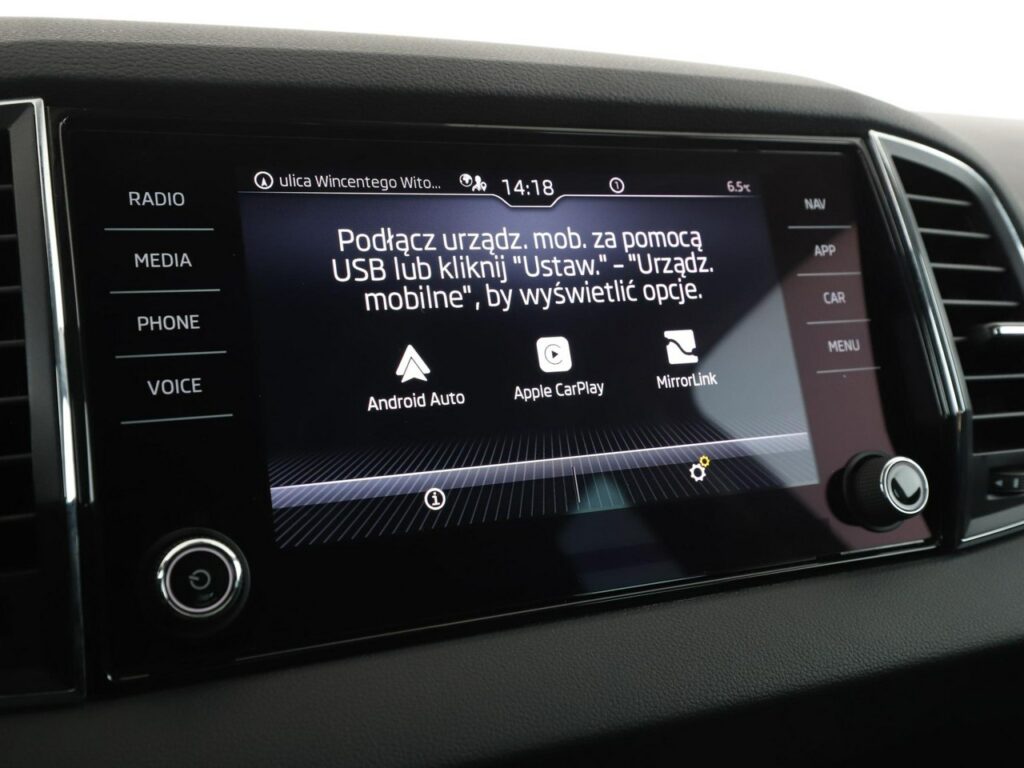 ulica Wincentego Wito...
14:18
6.5°C
RADIO
MEDIA
PHONE
VOICE
Podłącz urządz. mob. za pomocą
USB lub kliknij "Ustaw." - "Urządz.
mobilne", by wyświetlić opcje.
Android Auto
Apple CarPlay
MirrorLink
NAV
APP
CAR
MENU